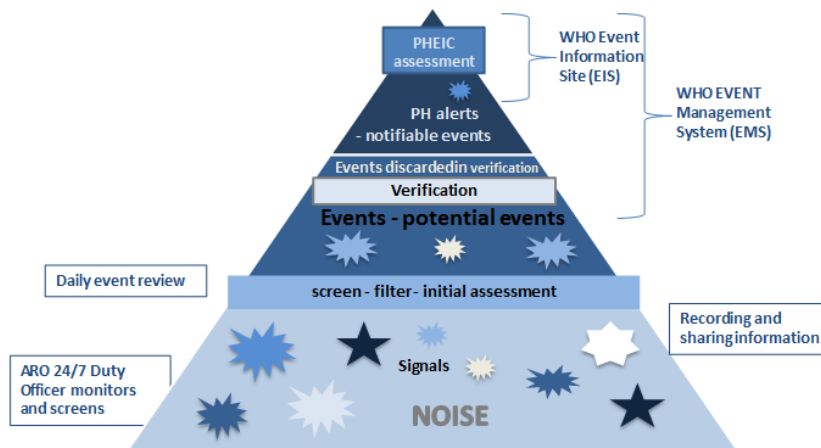 PHEIC
assessment
WHO Event
Information
Site (EIS)
WHO EVENT
Management
System (EMS)
PH alerts
- notifiable events
Events discardedin verification
Verification
Events - potential events
Daily event review
screen - filter- initial assessment
Recording and
sharing information
Signals
ARO 24/7 Duty
Officer monitors
and screens
NOISE